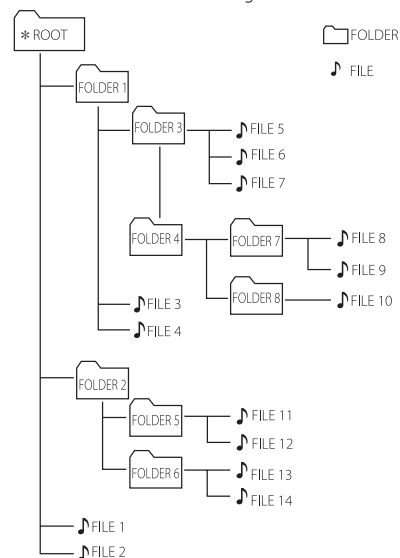 * ROOT
FOLDER
FILE
FOLDER 1
FOLDER 3
FILE 5
FILE 6
FILE 7
FOLDER 4
FOLDER 7
FILE 8
FILE 9
FOLDER 8
FILE 10
FILE 3
FILE 4
FOLDER 2
FOLDER 5
FILE 11
FILE 12
FOLDER 6
FILE 13
FILE 14
FILE 1
FILE 2